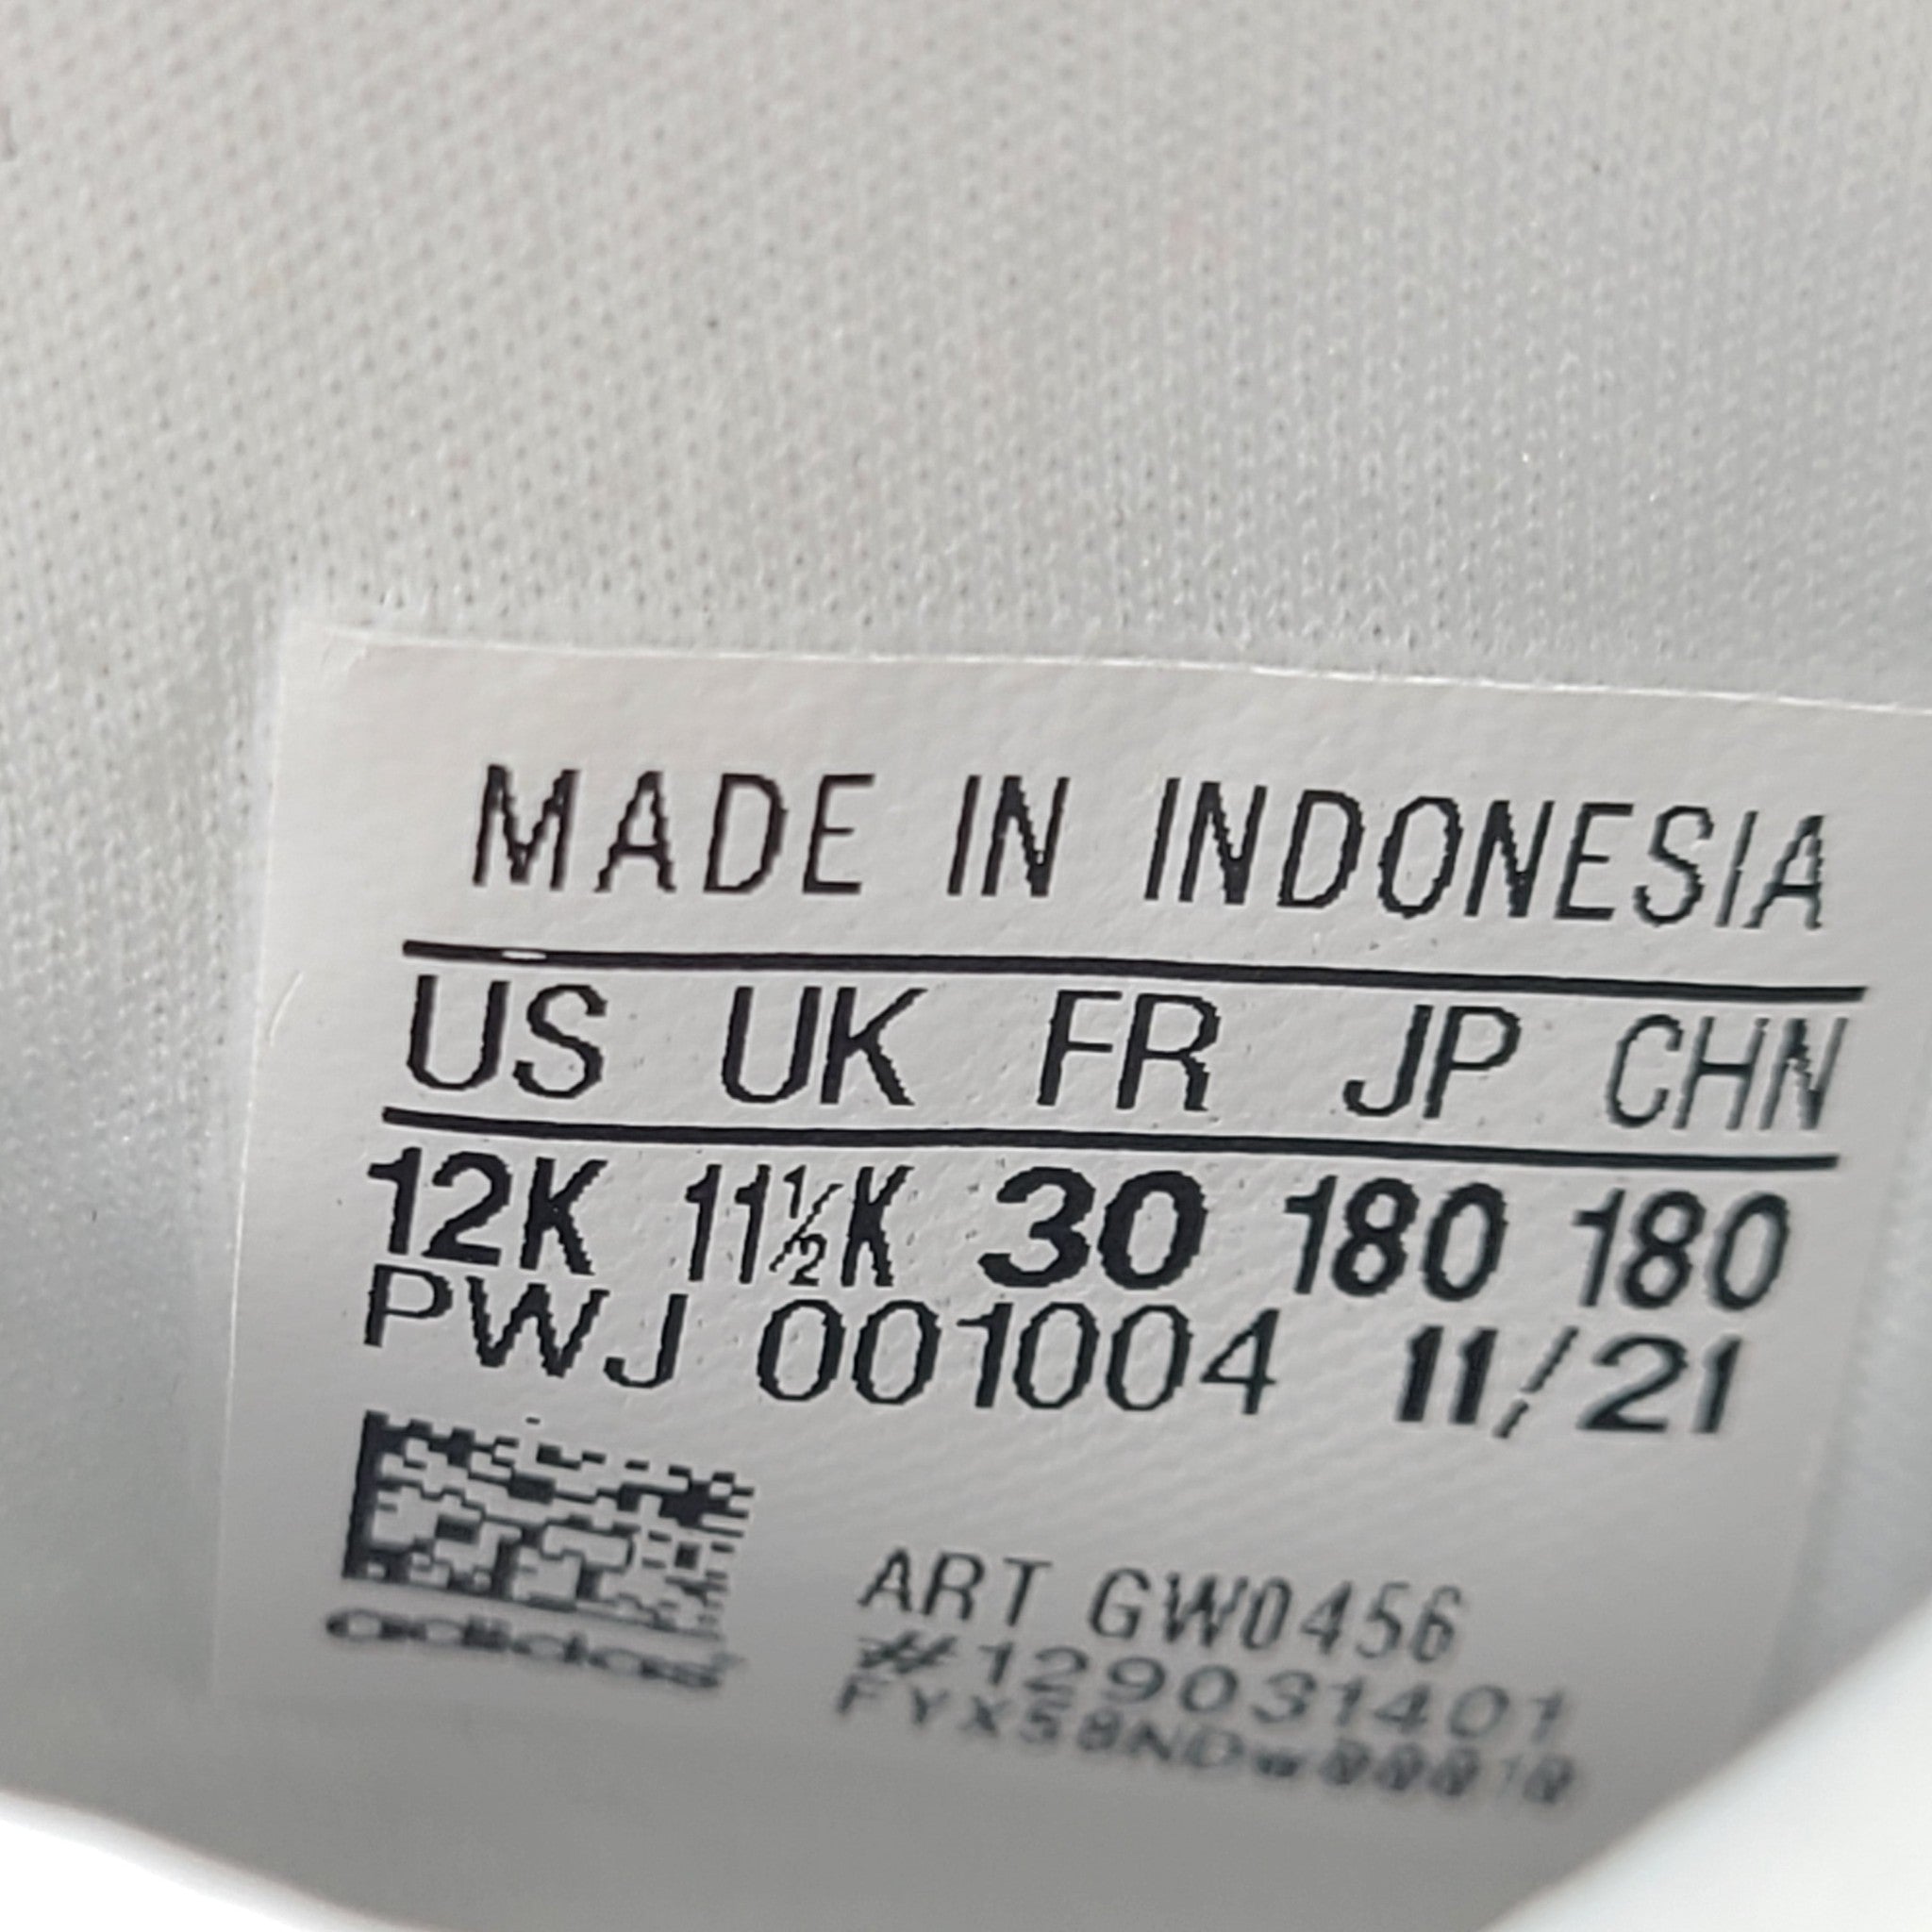 MADE IN INDONESIA
US UK FR JP CHN
12K 11½K 30 180 180
PWJ 001004 11/21
adidas
ART GW0456
#129031401